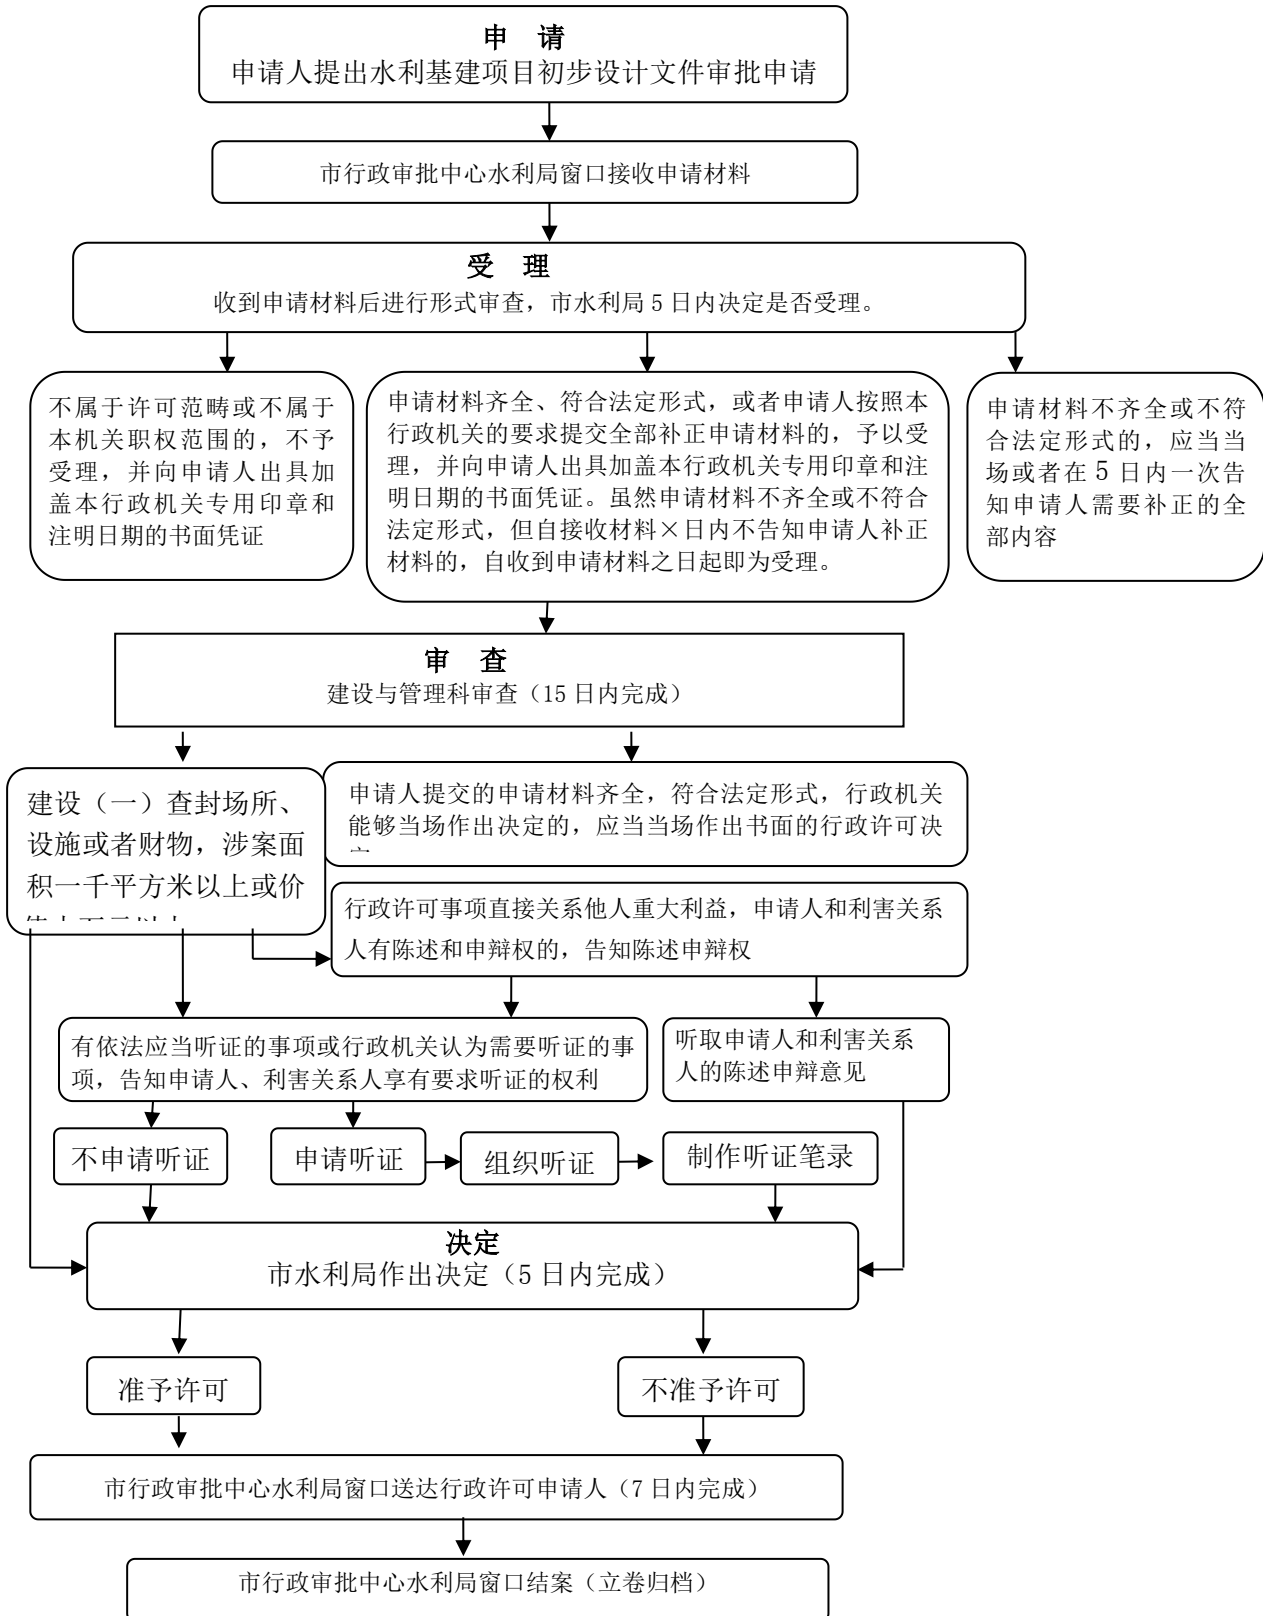 申 请
申请人提出水利基建项目初步设计文件审批申请
市行政审批中心水利局窗口接收申请材料
受 理
收到申请材料后进行形式审查，市水利局 5 日内决定是否受理。
不属于许可范畴或不属于
本机关职权范围的，不予
受理，并向申请人出具加
盖本行政机关专用印章和
注明日期的书面凭证
申请材料齐全、符合法定形式，或者申请人按照本
行政机关的要求提交全部补正申请材料的，予以受
理，并向申请人出具加盖本行政机关专用印章和注
明日期的书面凭证。虽然申请材料不齐全或不符合
法定形式，但自接收材料×日内不告知申请人补正
材料的，自收到申请材料之日起即为受理。
申请材料不齐全或不符
合法定形式的，应当当
场或者在 5 日内一次告
知申请人需要补正的全
部内容
审 查
建设与管理科审查（15 日内完成）
建设（一）查封场所、
设施或者财物，涉案面
积一千平方米以上或价
申请人提交的申请材料齐全，符合法定形式，行政机关
能够当场作出决定的，应当当场作出书面的行政许可决
行政许可事项直接关系他人重大利益，申请人和利害关系
人有陈述和申辩权的，告知陈述申辩权
有依法应当听证的事项或行政机关认为需要听证的事
项，告知申请人、利害关系人享有要求听证的权利
听取申请人和利害关系
人的陈述申辩意见
不申请听证
申请听证
组织听证
制作听证笔录
决定
市水利局作出决定（5 日内完成）
准予许可
不准予许可
市行政审批中心水利局窗口送达行政许可申请人（7 日内完成）
市行政审批中心水利局窗口结案（立卷归档）